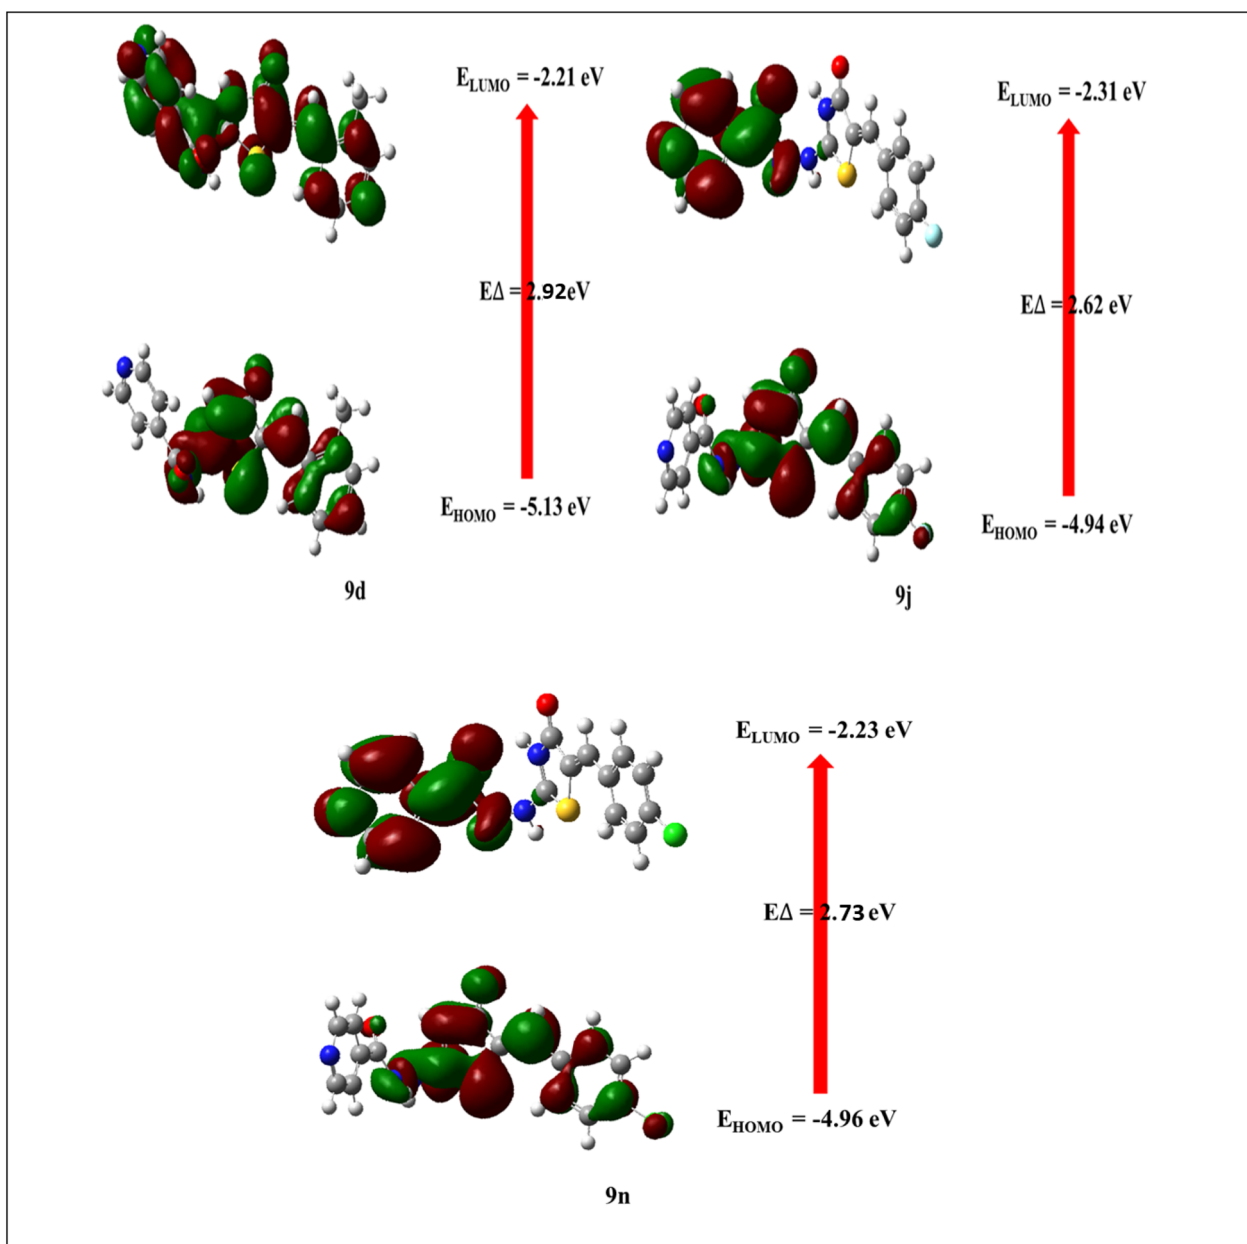 E_LUMO = -2.21 eV
EΔ = 2.92eV
E_HOMO = -5.13 eV
9d
E_LUMO = -2.31 eV
EΔ = 2.62 eV
E_HOMO = -4.94 eV
9j
E_LUMO = -2.23 eV
EΔ = 2.73 eV
E_HOMO = -4.96 eV
9n